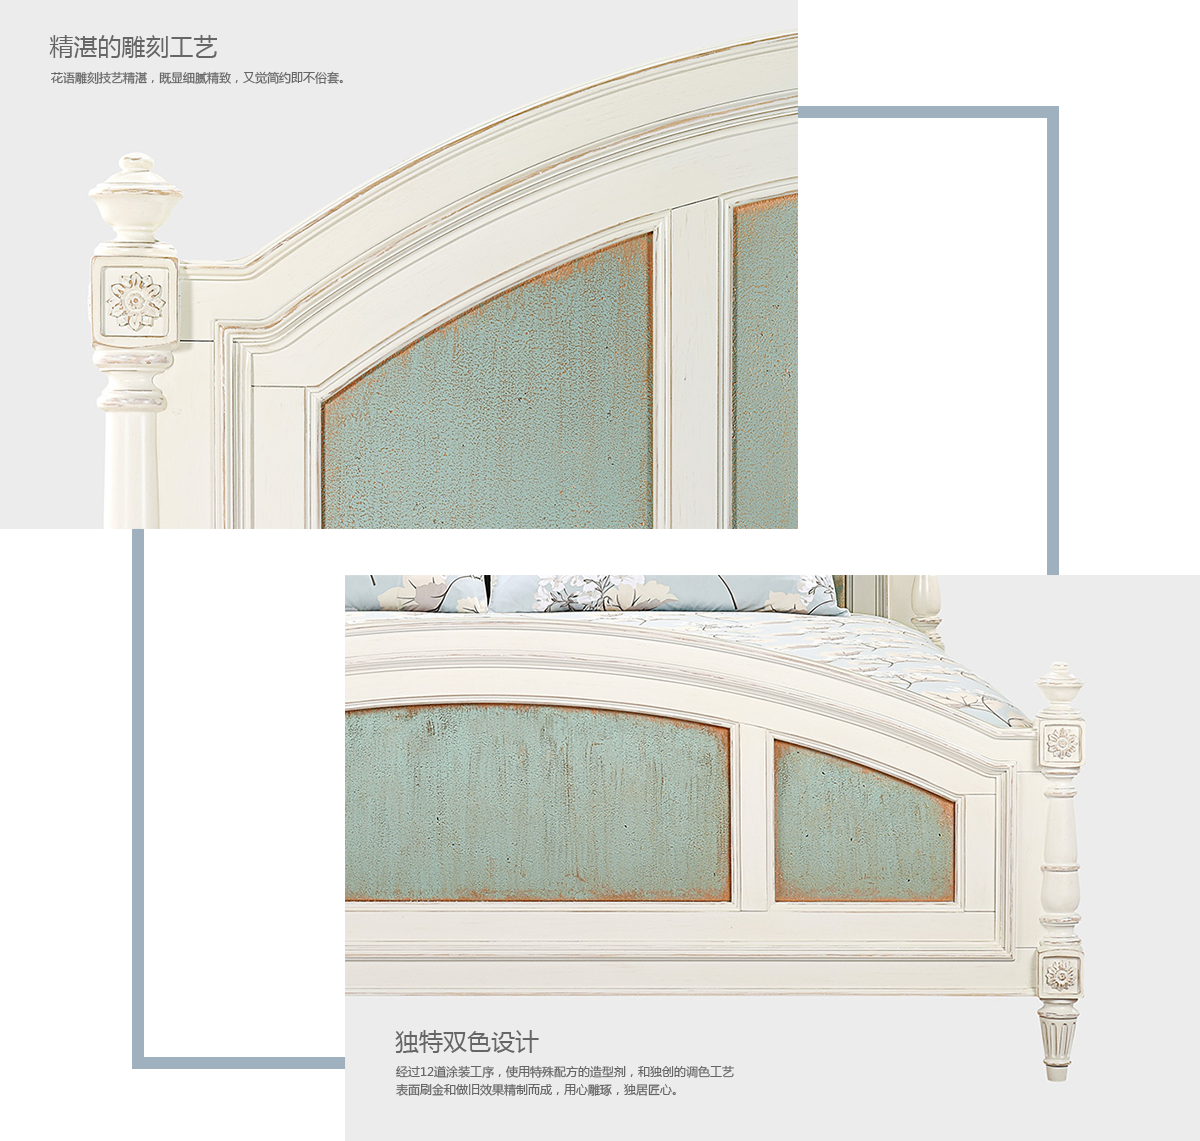 精湛的雕刻工艺
花语雕刻技艺精湛，既显细腻精致，又觉简约即不俗套。
独特双色设计
经过12道涂装工序，使用特殊配方的造型剂，和独创的调色工艺
表面刷金和做旧效果精制而成，用心雕琢，独居匠心。